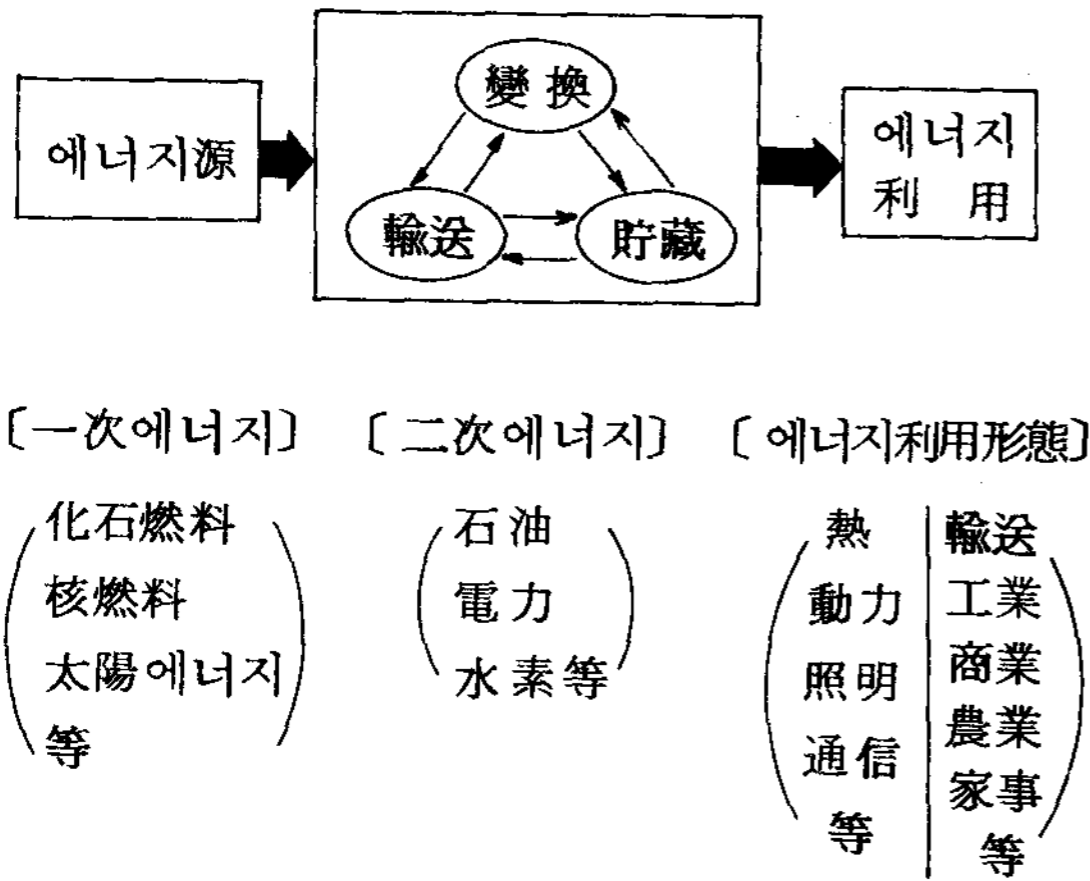 에너지源
變換
輸送
貯藏
에너지
利 用
〔一次에너지〕
化石燃料
核燃料
太陽에너지
等
〔二次에너지〕
石油
電力
水素等
〔에너지利用形態〕
熱
動力
照明
通信
等
輸送
工業
商業
農業
家事
等